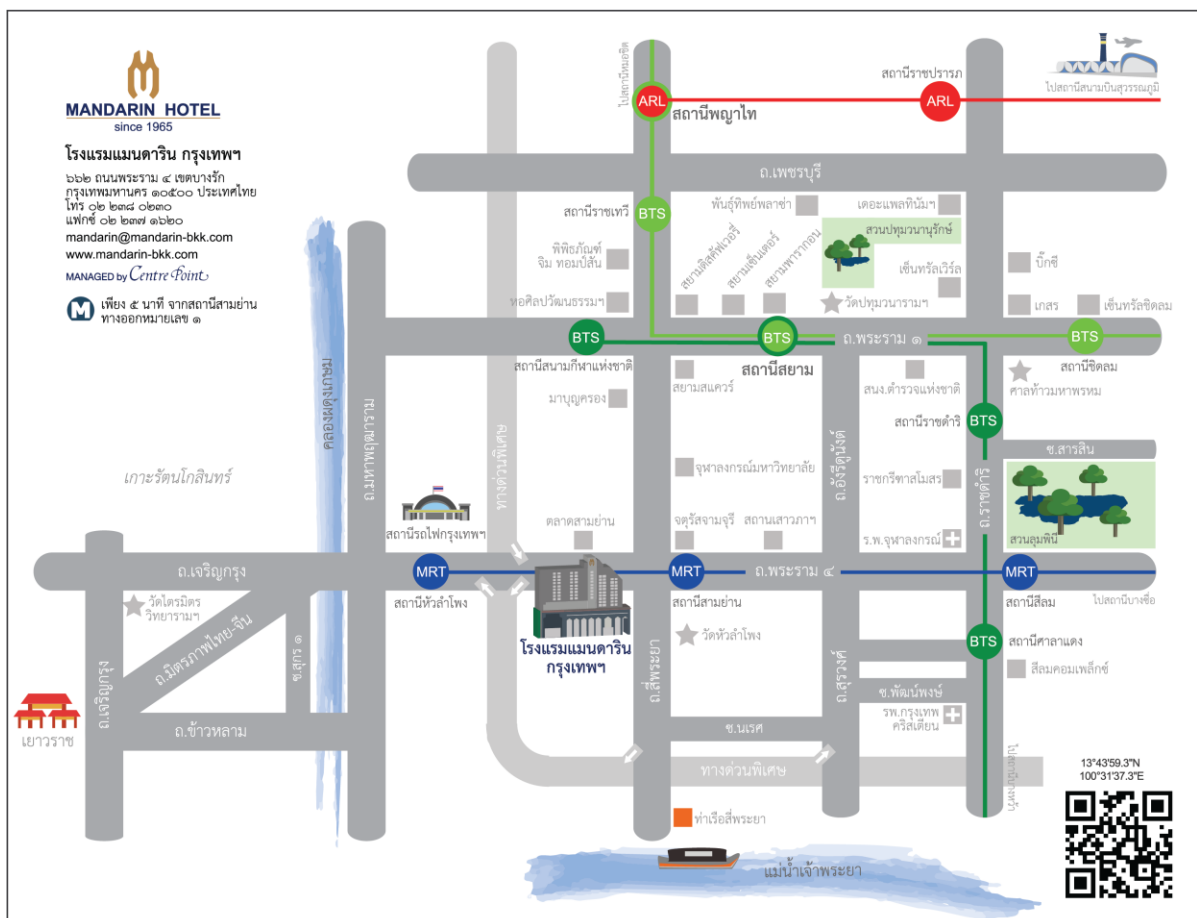 MANDARIN HOTEL
since 1965
โรงแรมแมนดาริน กรุงเทพฯ
๖๖๒ ถนนพระราม ๔ เขตบางรัก
กรุงเทพมหานคร ๑๐๕๐๐ ประเทศไทย
โทร ๐๒ ๒๓๘ ๐๒๓๐
แฟกซ์ ๐๒ ๒๓๗ ๑๖๒๐
mandarin@mandarin-bkk.com
www.mandarin-bkk.com
MANAGED by Centre Point
M
เพียง ๕ นาที จากสถานีสามย่าน
ทางออกหมายเลข ๑
ไปสถานีหมอชิต
ARL
สถานีพญาไท
สถานีราชปรารภ
ARL
ไปสถานีสนามบินสุวรรณภูมิ
ถ.เพชรบุรี
สถานีราชเทวี
BTS
พันธุ์ทิพย์พลาซ่า
เดอะแพลทินัมฯ
สวนปทุมวนานุรักษ์
พิพิธภัณฑ์
จิม ทอมป์สัน
สยามดิสคัฟเวอรี่
สยามเซ็นเตอร์
สยามพารากอน
เซ็นทรัลเวิร์ล
บิ๊กซี
หอศิลปวัฒนธรรมฯ
วัดปทุมวนารามฯ
เกสร
เซ็นทรัลชิดลม
BTS
BTS
ถ.พระราม ๑
BTS
สถานีสนามกีฬาแห่งชาติ
สถานีสยาม
สถานีชิดลม
มาบุญครอง
สยามสแควร์
สนง.ตำรวจแห่งชาติ
ศาลท้าวมหาพรหม
คลองผดุงเกษม
ถ.มหาพฤฒาราม
ทางด่วนพิเศษ
ถ.อังรีดูนังต์
สถานีราชดำริ
BTS
ซ.สารสิน
เกาะรัตนโกสินทร์
จุฬาลงกรณ์มหาวิทยาลัย
ราชกรีฑาสโมสร
ถ.ราชดำริ
สถานีรถไฟกรุงเทพฯ
ตลาดสามย่าน
จตุรัสจามจุรี
สถานเสาวภาฯ
ร.พ.จุฬาลงกรณ์
สวนลุมพินี
ถ.เจริญกรุง
MRT
MRT
ถ.พระราม ๔
MRT
สถานีหัวลำโพง
สถานีสามย่าน
สถานีสีลม
ไปสถานีบางซื่อ
วัดไตรมิตร
วิทยารามฯ
ถ.มิตรภาพไทย-จีน
ซ.สุกร ๑
วัดหัวลำโพง
BTS
สถานีศาลาแดง
โรงแรมแมนดาริน
กรุงเทพฯ
สีลมคอมเพล็กซ์
ถ.เจริญกรุง
ถ.สี่พระยา
ถ.สุรวงศ์
ซ.พัฒน์พงษ์
รพ.กรุงเทพ
คริสเตียน
เยาวราช
ถ.ข้าวหลาม
ซ.นเรศ
ทางด่วนพิเศษ
ไปสถานีบางหว้า
13°43'59.3"N
100°31'37.3"E
ท่าเรือสี่พระยา
แม่น้ำเจ้าพระยา